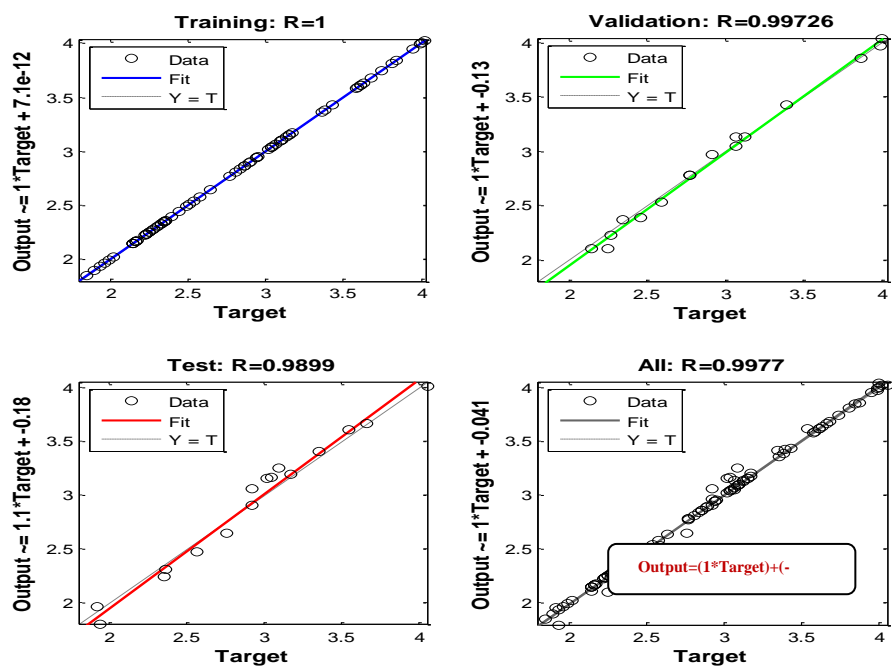 Training: R=1
Output ~= 1*Target + 7.1e-12
Data
Fit
Y = T
4
3.5
3
2.5
2
2 2.5 3 3.5 4
Target
Validation: R=0.99726
Output ~= 1*Target + -0.13
Data
Fit
Y = T
4
3.5
3
2.5
2
2 2.5 3 3.5 4
Target
Test: R=0.9899
Output ~= 1.1*Target + -0.18
Data
Fit
Y = T
4
3.5
3
2.5
2
2 2.5 3 3.5 4
Target
All: R=0.9977
Output ~= 1*Target + -0.041
Data
Fit
Y = T
4
3.5
3
2.5
2
Output=(1*Target)+(-
2 2.5 3 3.5 4
Target